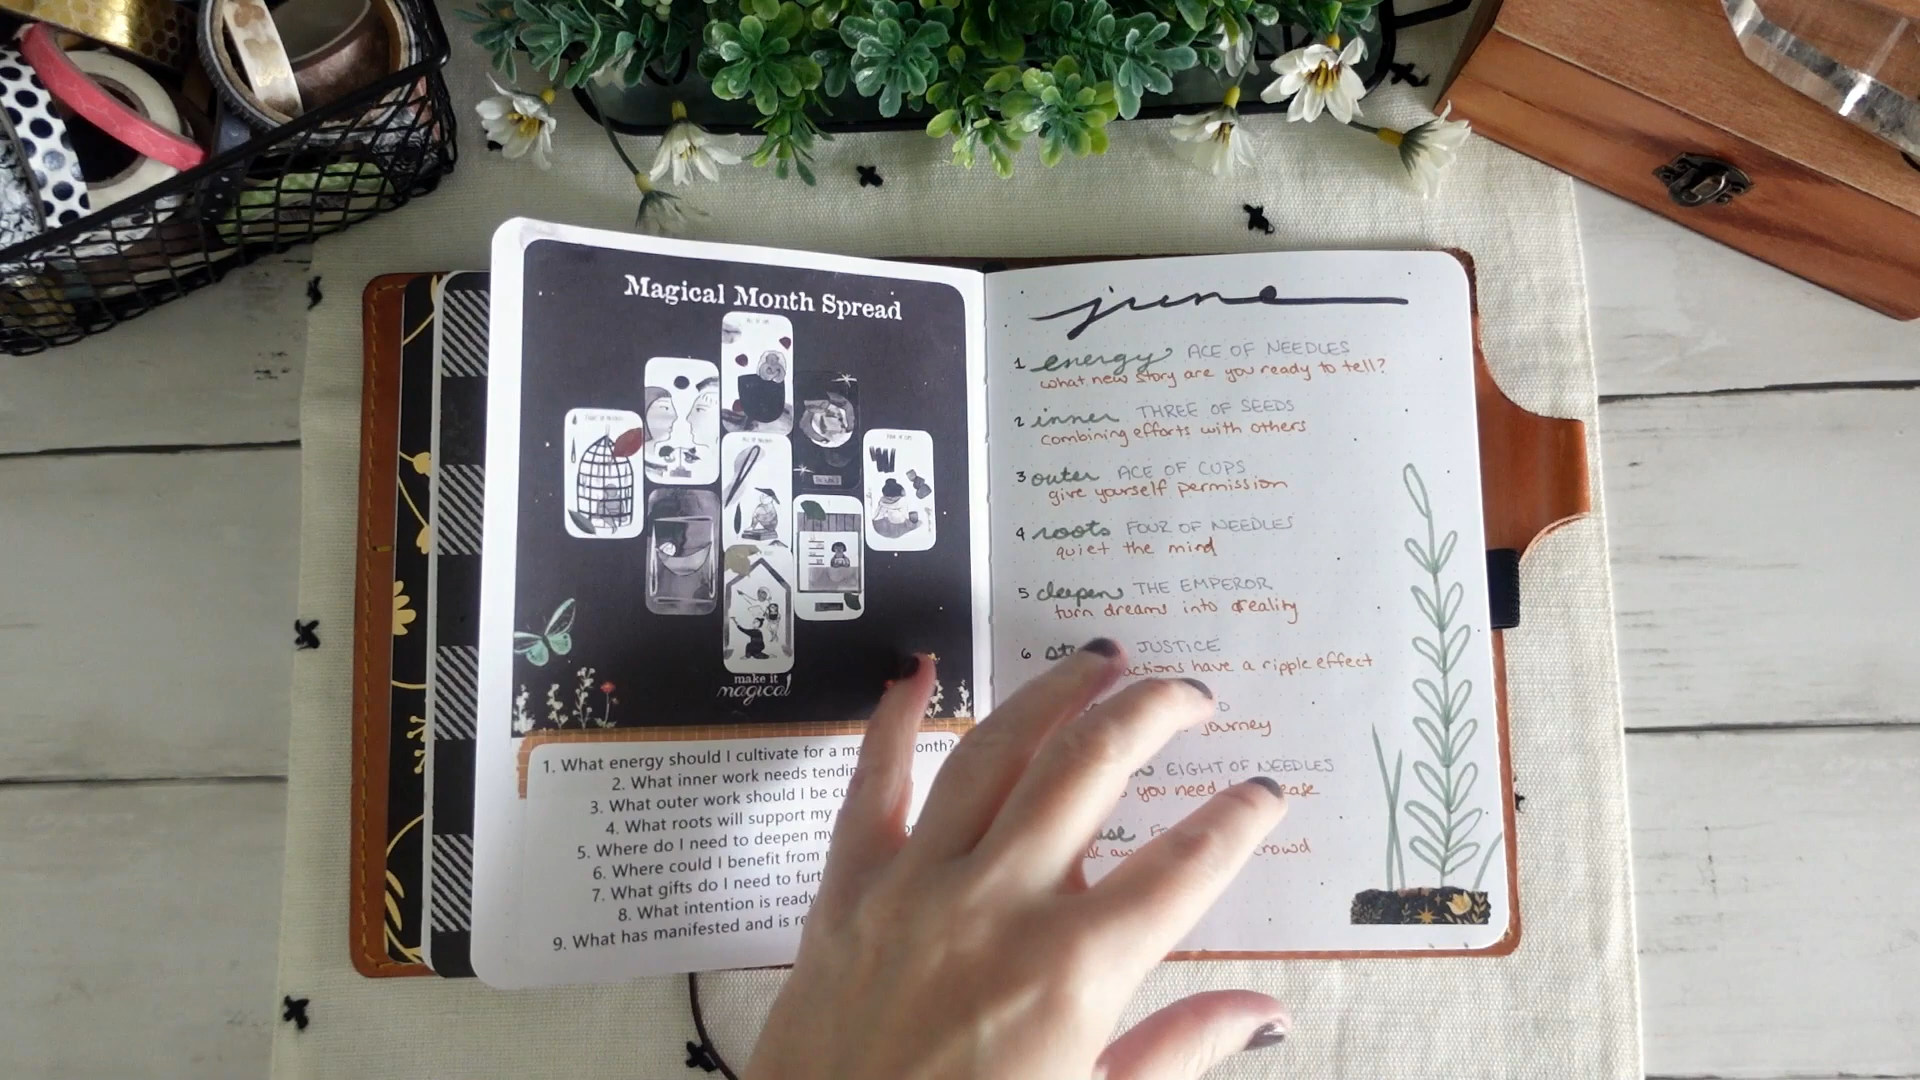 Magical Month Spread
make it
magical
1. What energy should I cultivate for a month?
2. What inner work needs
3. What outer work should I be
4. What roots will support my
5. Where do I need to deepen my
6. Where could I benefit from
7. What gifts do I need to
8. What intention is ready
9. What has manifested and is
june
1 energy ACE OF NEEDLES
what new story are you ready to tell?
2 inner THREE OF SEEDS
combining efforts with others
3 outer ACE OF CUPS
give yourself permission
4 roots FOUR OF NEEDLES
quiet the mind
5 deepen THE EMPEROR
turn dreams into reality
6 JUSTICE
actions have a ripple effect
journey
EIGHT OF NEEDLES
you need
crowd